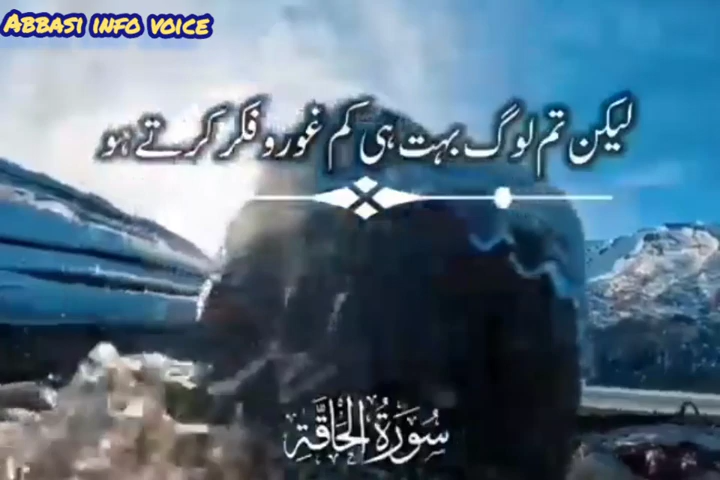 ABBASI INFO VOICE
لیکن تم لوگ بہت ہی کم غور و فکر کرتے ہو
سُورَةُ الحَاقَّةِ